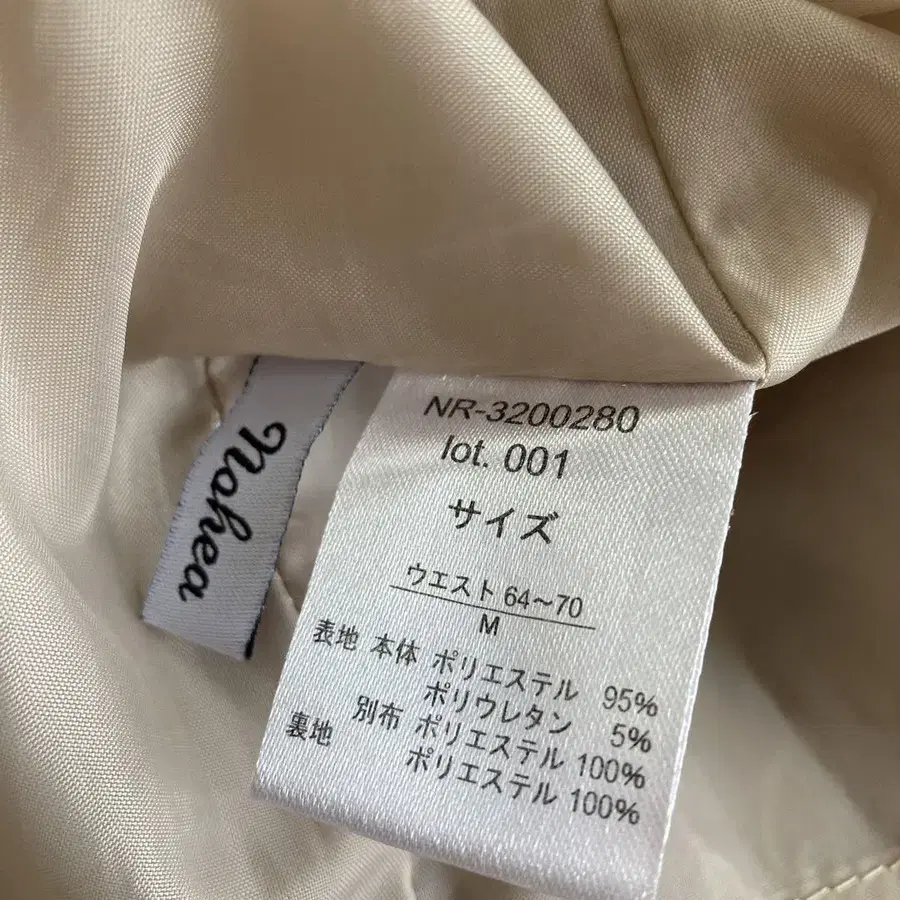 nohea
NR-3200280
lot. 001
サイズ
ウエスト 64〜70
M
表地 本体 ポリエステル 95%
ポリウレタン 5%
別布 ポリエステル 100%
裏地 ポリエステル 100%